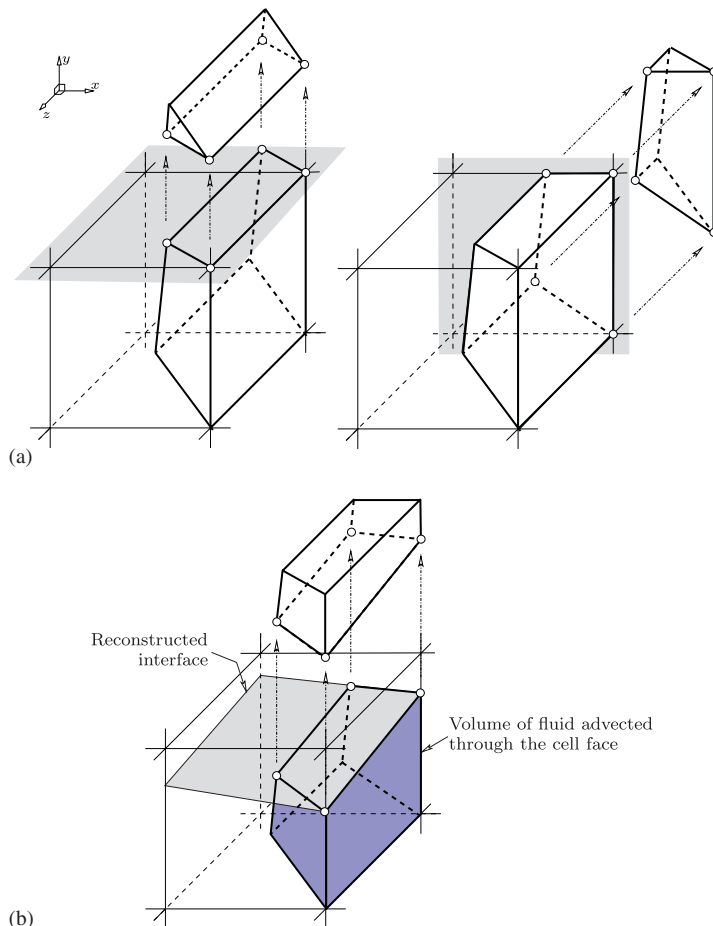 y
x
z
(a)
Reconstructed
interface
Volume of fluid advected
through the cell face
(b)